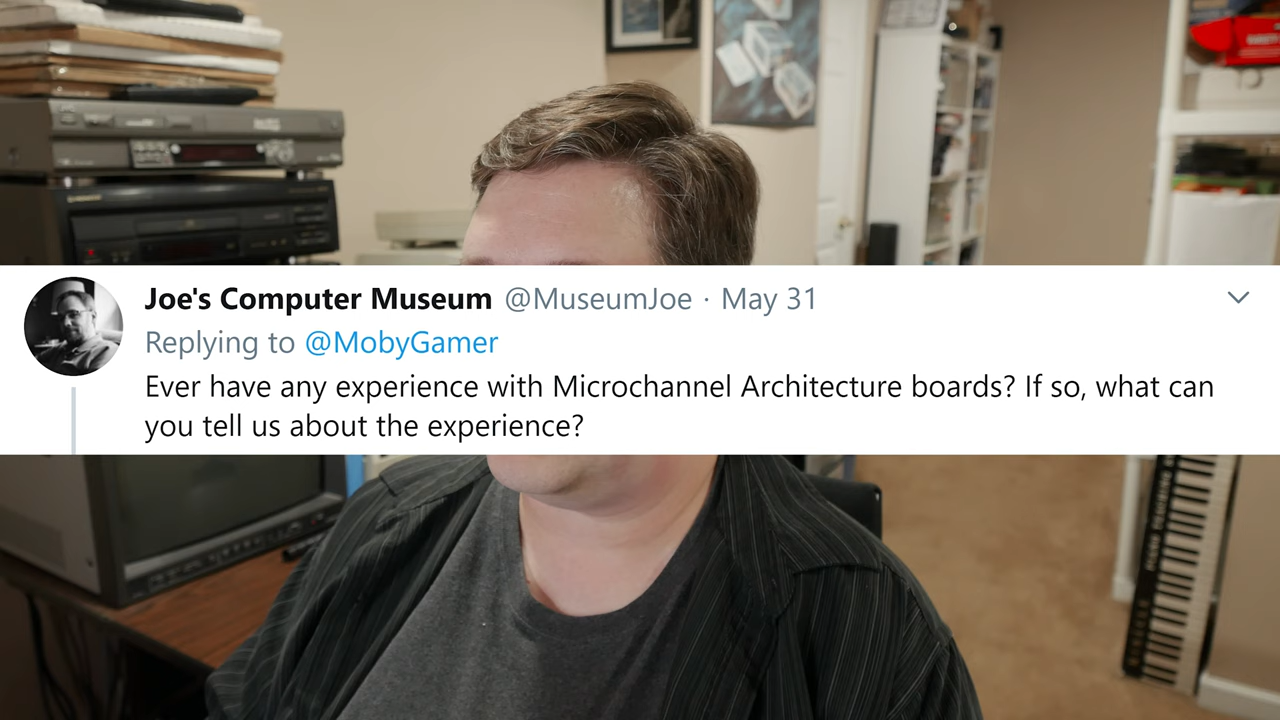 Joe's Computer Museum @MuseumJoe · May 31
Replying to @MobyGamer
Ever have any experience with Microchannel Architecture boards? If so, what can
you tell us about the experience?